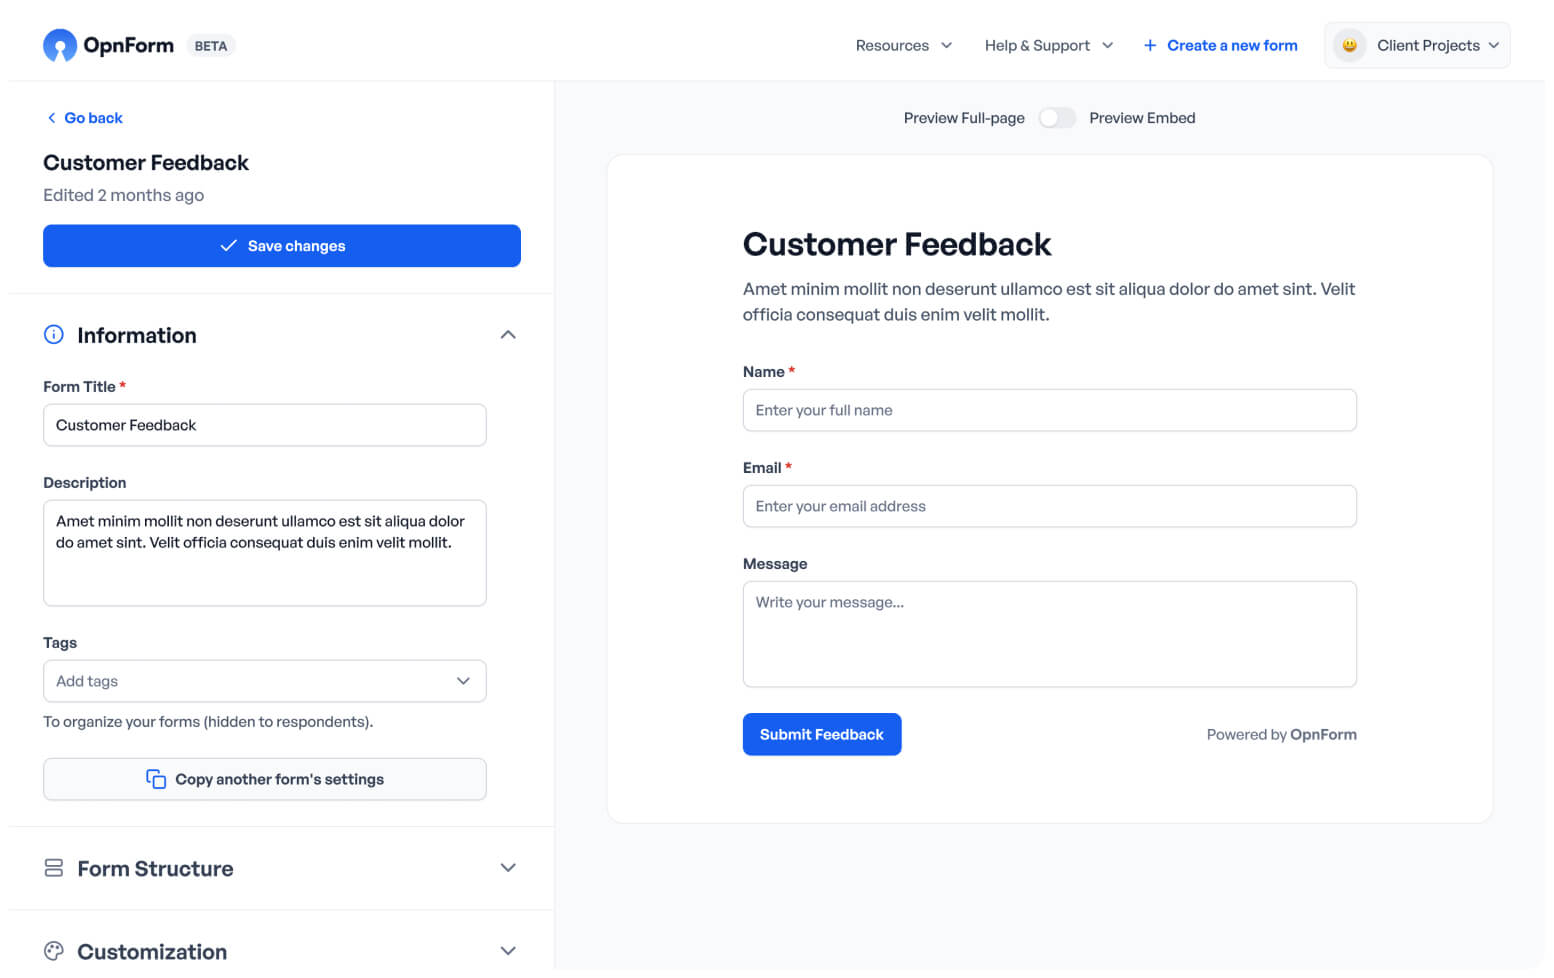 OpnForm BETA
Resources
Help & Support
Create a new form
Client Projects
Go back
Customer Feedback
Edited 2 months ago
Save changes
Information
Form Title *
Customer Feedback
Description
Amet minim mollit non deserunt ullamco est sit aliqua dolor
do amet sint. Velit officia consequat duis enim velit mollit.
Tags
Add tags
To organize your forms (hidden to respondents).
Copy another form's settings
Form Structure
Customization
Preview Full-page
Preview Embed
Customer Feedback
Amet minim mollit non deserunt ullamco est sit aliqua dolor do amet sint. Velit
officia consequat duis enim velit mollit.
Name *
Enter your full name
Email *
Enter your email address
Message
Write your message...
Submit Feedback
Powered by OpnForm